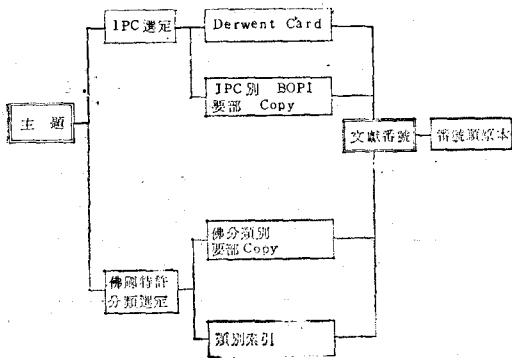 IPC 選定
Derwent Card
IPC 別 BOPI
要部 Copy
主 題
文獻番號
番號順原本
佛分類別
要部 Copy
佛國特許
分類選定
類別索引